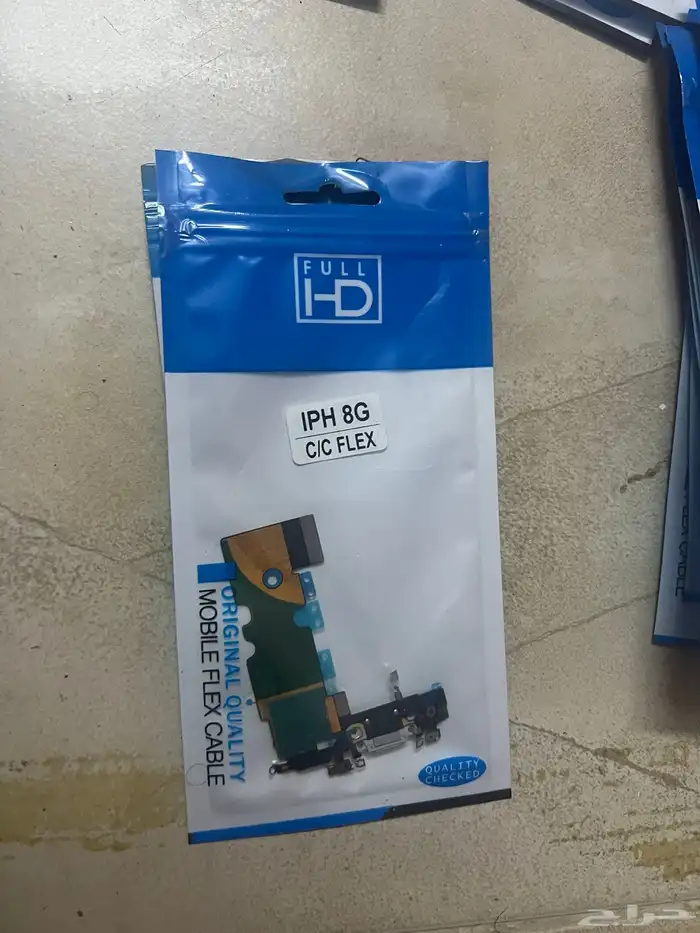 FULL
HD
IPH 8G
C/C FLEX
ORIGINAL QUALITY
MOBILE FLEX CABLE
QUALITY
CHECKED
حراج